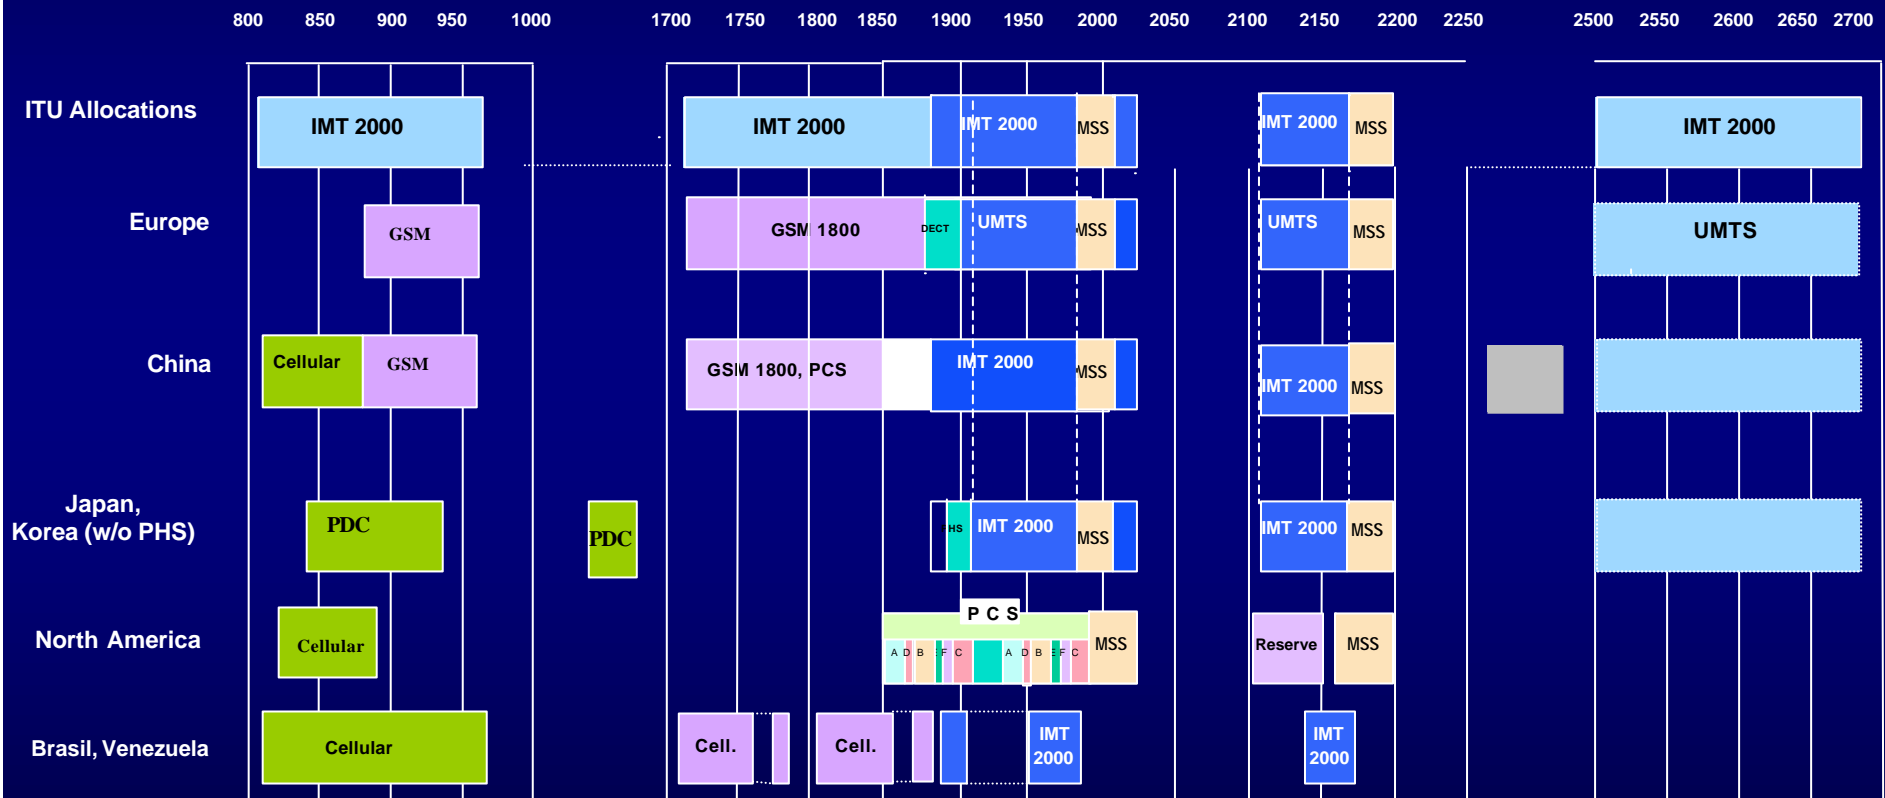 800 850 900 950 1000 1700 1750 1800 1850 1900 1950 2000 2050 2100 2150 2200 2250 2500 2550 2600 2650 2700
ITU Allocations
IMT 2000 IMT 2000 IMT 2000 MSS IMT 2000 MSS IMT 2000
Europe
GSM GSM 1800 DECT UMTS MSS UMTS MSS UMTS
China
Cellular GSM GSM 1800, PCS IMT 2000 MSS IMT 2000 MSS
Japan,
Korea (w/o PHS)
PDC PDC PHS IMT 2000 MSS IMT 2000 MSS
P C S
North America
Cellular A D B E F C A D B E F C MSS Reserve MSS
Brasil, Venezuela
Cellular Cell. Cell. IMT
2000 IMT
2000